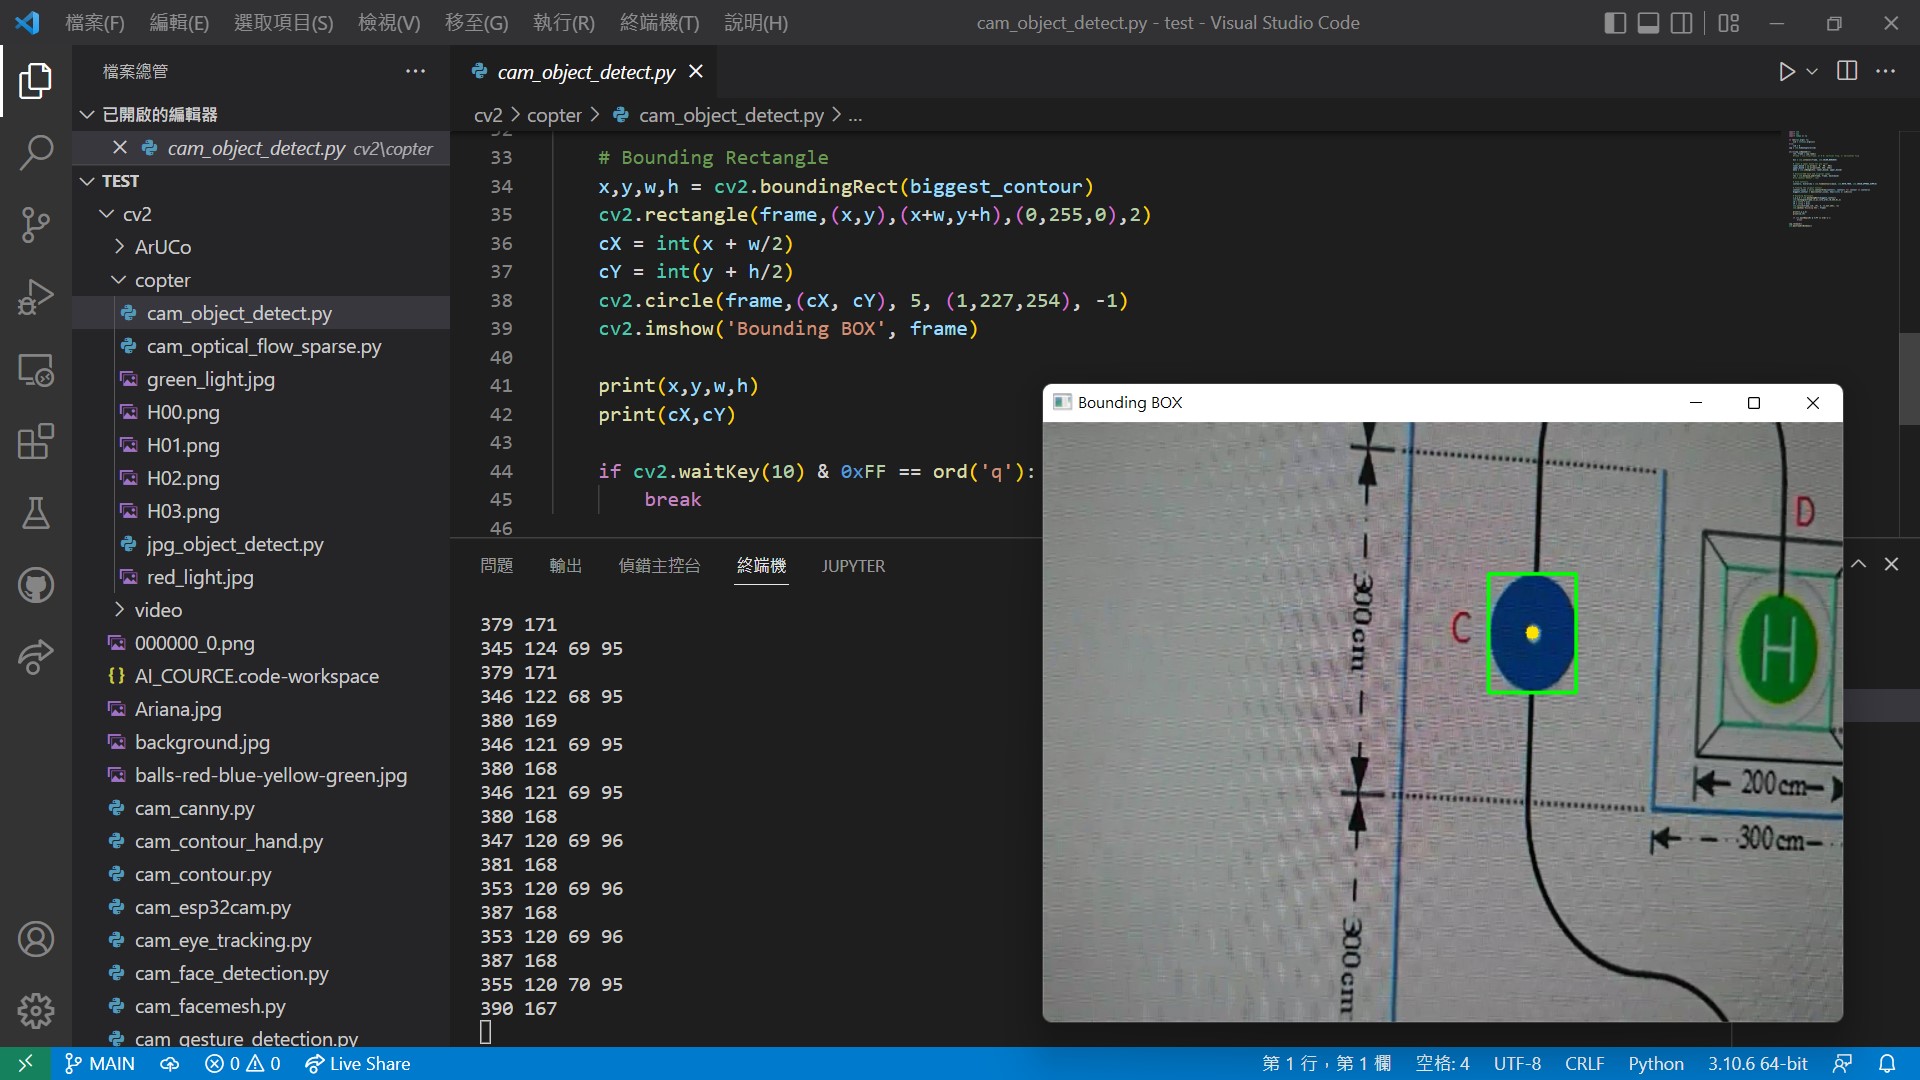 檔案(F) 編輯(E) 選取項目(S) 檢視(V) 移至(G) 執行(R) 終端機(T) 說明(H)
cam_object_detect.py - test - Visual Studio Code
檔案總管
已開啟的編輯器
cam_object_detect.py cv2\copter
TEST
cv2
ArUCo
copter
cam_object_detect.py
cam_optical_flow_sparse.py
green_light.jpg
H00.png
H01.png
H02.png
H03.png
jpg_object_detect.py
red_light.jpg
video
000000_0.png
AI_COURCE.code-workspace
Ariana.jpg
background.jpg
balls-red-blue-yellow-green.jpg
cam_canny.py
cam_contour_hand.py
cam_contour.py
cam_esp32cam.py
cam_eye_tracking.py
cam_face_detection.py
cam_facemesh.py
cam_gesture_detection.py
cam_object_detect.py
cv2 > copter > cam_object_detect.py > ...
32
33 # Bounding Rectangle
34 x,y,w,h = cv2.boundingRect(biggest_contour)
35 cv2.rectangle(frame,(x,y),(x+w,y+h),(0,255,0),2)
36 cX = int(x + w/2)
37 cY = int(y + h/2)
38 cv2.circle(frame,(cX, cY), 5, (1,227,254), -1)
39 cv2.imshow('Bounding BOX', frame)
40
41 print(x,y,w,h)
42 print(cX,cY)
43
44 if cv2.waitKey(10) & 0xFF == ord('q'):
45 break
46
問題 輸出 偵錯主控台 終端機 JUPYTER
379 171
345 124 69 95
379 171
346 122 68 95
380 169
346 121 69 95
380 168
346 121 69 95
380 168
347 120 69 96
381 168
353 120 69 96
387 168
353 120 69 96
387 168
355 120 70 95
390 167
Bounding BOX
D
300cm
C
H
200cm
300cm
300cm
MAIN 0 0 Live Share
第 1 行，第 1 欄 空格: 4 UTF-8 CRLF Python 3.10.6 64-bit